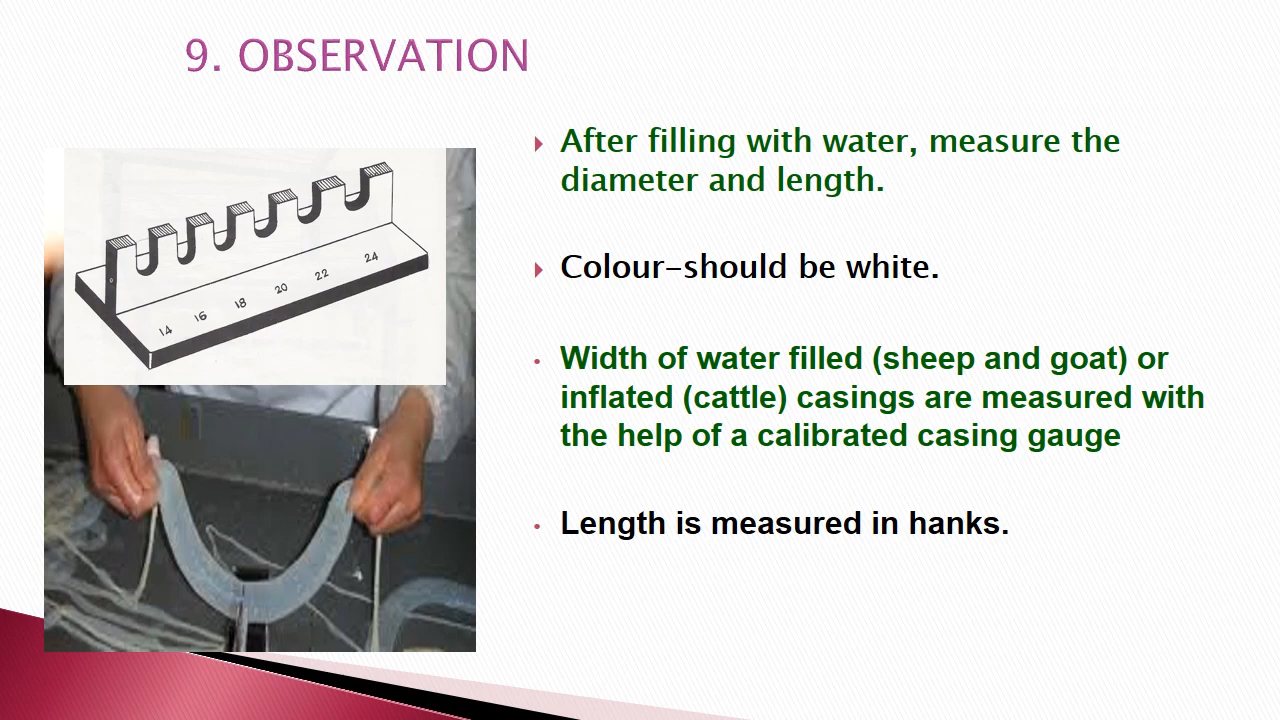 9. OBSERVATION
After filling with water, measure the
diameter and length.
Colour-should be white.
Width of water filled (sheep and goat) or
inflated (cattle) casings are measured with
the help of a calibrated casing gauge
Length is measured in hanks.
14 16 18 20 22 24